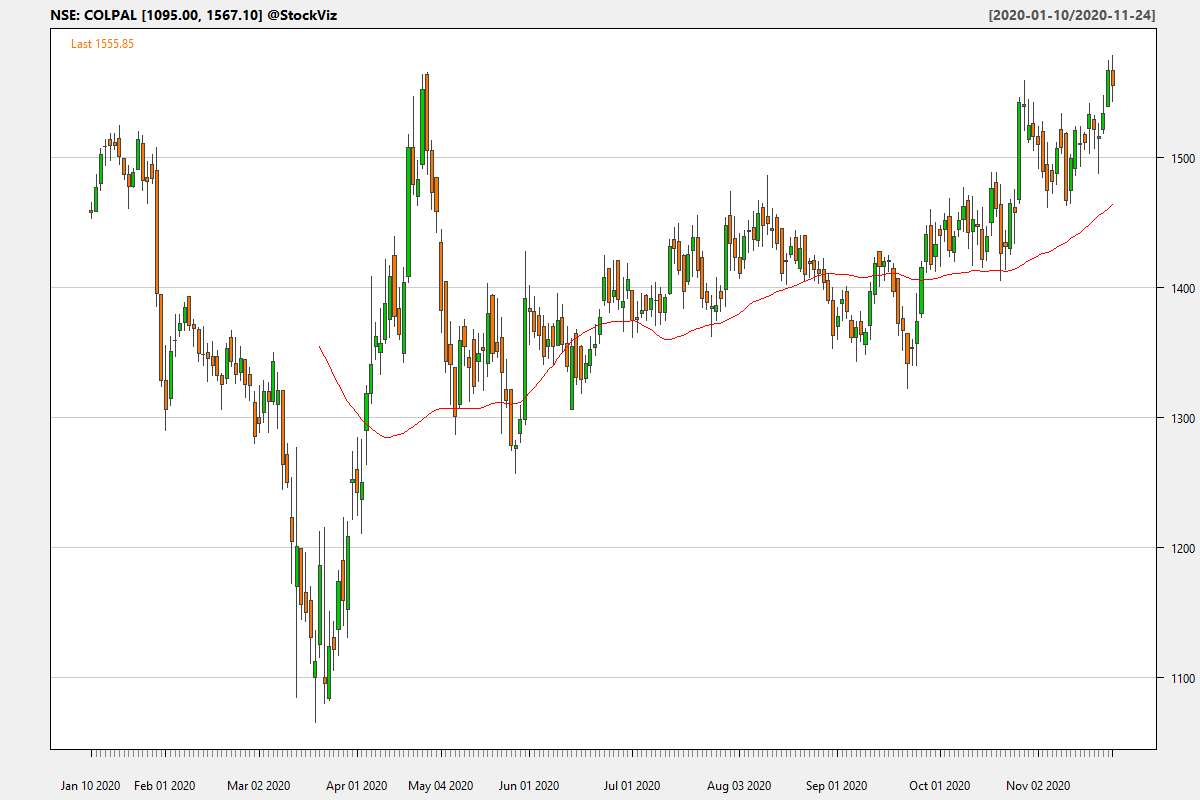 NSE: COLPAL [1095.00, 1567.10] @StockViz [2020-01-10/2020-11-24]
Last 1555.85
1500
1400
1300
1200
1100
Jan 10 2020 Feb 01 2020 Mar 02 2020 Apr 01 2020 May 04 2020 Jun 01 2020 Jul 01 2020 Aug 03 2020 Sep 01 2020 Oct 01 2020 Nov 02 2020